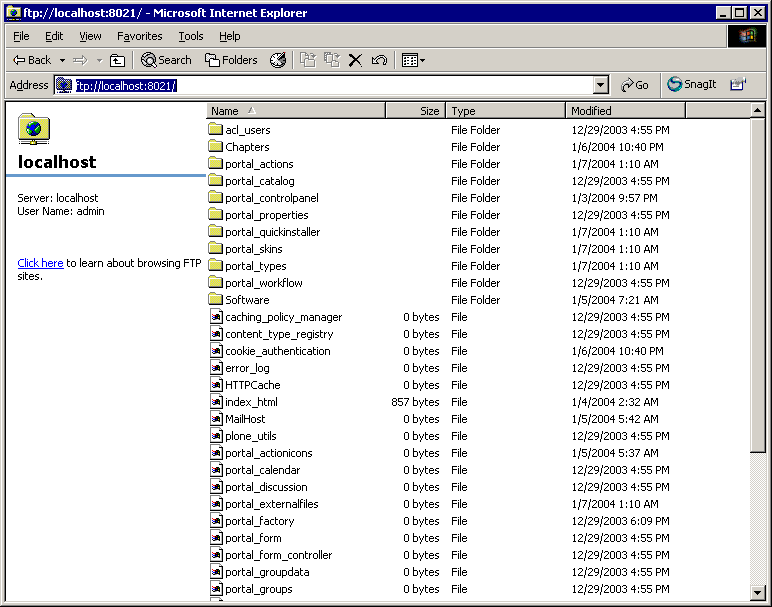 ftp://localhost:8021/ - Microsoft Internet Explorer
File Edit View Favorites Tools Help
Back Search Folders
Address ftp://localhost:8021/ Go SnagIt
localhost
Server: localhost
User Name: admin
Click here to learn about browsing FTP
sites.
Name Size Type Modified
acl_users File Folder 12/29/2003 4:55 PM
Chapters File Folder 1/6/2004 10:40 PM
portal_actions File Folder 1/7/2004 1:10 AM
portal_catalog File Folder 12/29/2003 4:55 PM
portal_controlpanel File Folder 1/3/2004 9:57 PM
portal_properties File Folder 12/29/2003 4:55 PM
portal_quickinstaller File Folder 1/7/2004 1:10 AM
portal_skins File Folder 1/7/2004 1:10 AM
portal_types File Folder 1/7/2004 1:10 AM
portal_workflow File Folder 12/29/2003 4:55 PM
Software File Folder 1/5/2004 7:21 AM
caching_policy_manager 0 bytes File 12/29/2003 4:55 PM
content_type_registry 0 bytes File 12/29/2003 4:55 PM
cookie_authentication 0 bytes File 1/6/2004 10:40 PM
error_log 0 bytes File 12/29/2003 4:55 PM
HTTPCache 0 bytes File 12/29/2003 4:55 PM
index_html 857 bytes File 1/4/2004 2:32 AM
MailHost 0 bytes File 1/5/2004 5:42 AM
plone_utils 0 bytes File 12/29/2003 4:55 PM
portal_actionicons 0 bytes File 1/5/2004 5:37 AM
portal_calendar 0 bytes File 12/29/2003 4:55 PM
portal_discussion 0 bytes File 12/29/2003 4:55 PM
portal_externalfiles 0 bytes File 1/7/2004 1:10 AM
portal_factory 0 bytes File 12/29/2003 6:09 PM
portal_form 0 bytes File 12/29/2003 4:55 PM
portal_form_controller 0 bytes File 12/29/2003 4:55 PM
portal_groupdata 0 bytes File 12/29/2003 4:55 PM
portal_groups 0 bytes File 12/29/2003 4:55 PM